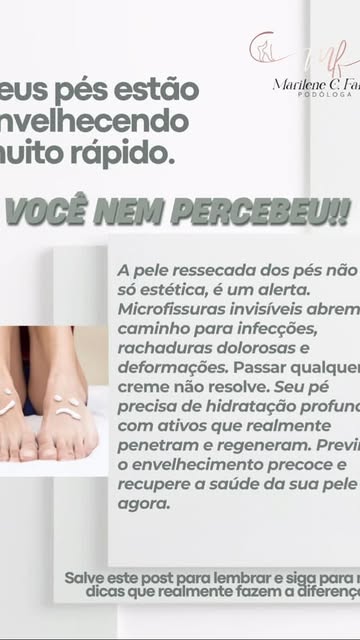 eus pés estão
nvelhecendo
uito rápido.
Marilene C. Fa
PODÓLOGA
VOCÊ NEM PERCEBEU!!
A pele ressecada dos pés não
só estética, é um alerta.
Microfissuras invisíveis abrem
caminho para infecções,
rachaduras dolorosas e
deformações. Passar qualquer
creme não resolve. Seu pé
precisa de hidratação profun
com ativos que realmente
penetram e regeneram. Previn
o envelhecimento precoce e
recupere a saúde da sua pele
agora.
Salve este post para lembrar e siga para
dicas que realmente fazem a diferenç